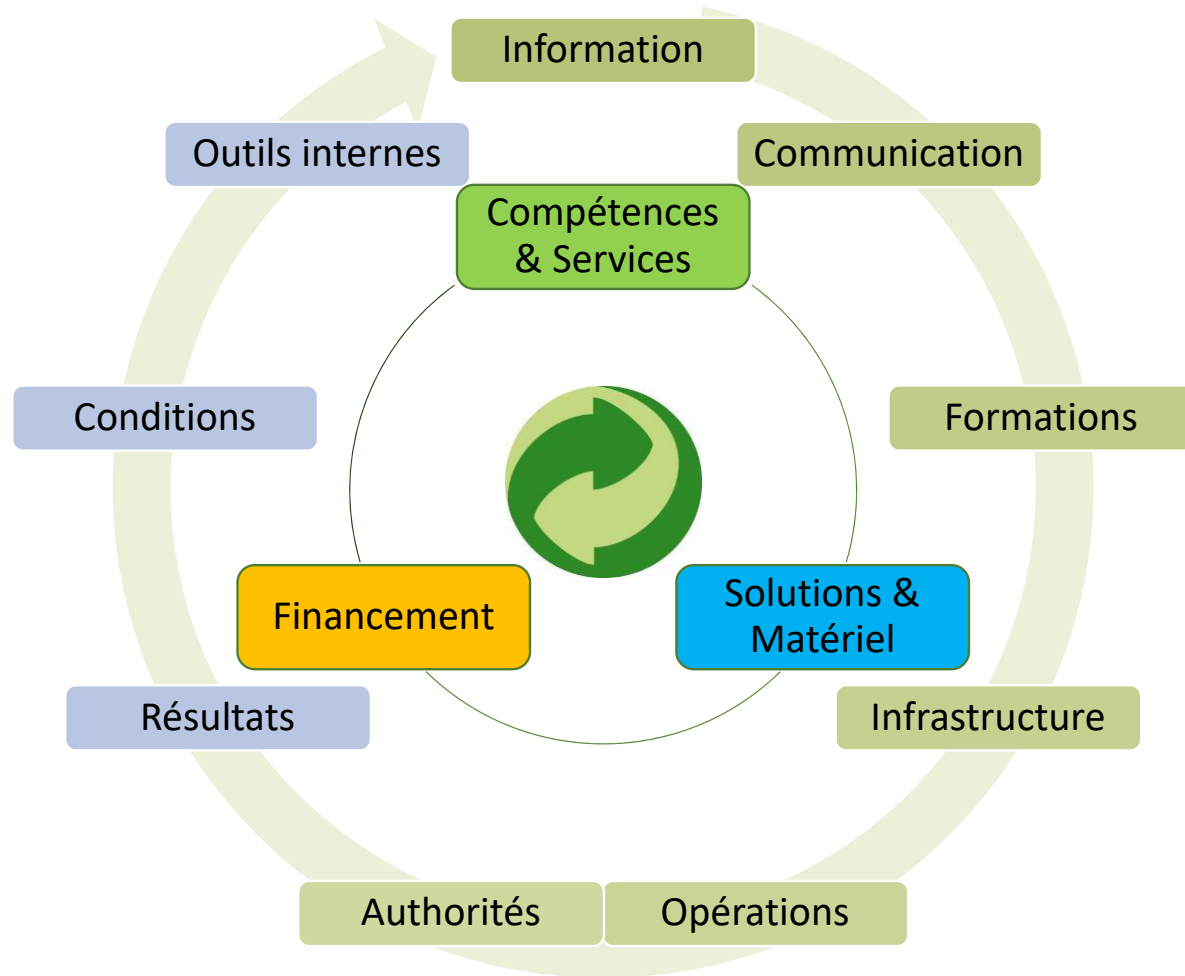 Information
Outils internes
Communication
Compétences
& Services
Conditions
Formations
Financement
Solutions &
Matériel
Résultats
Infrastructure
Authorités
Opérations